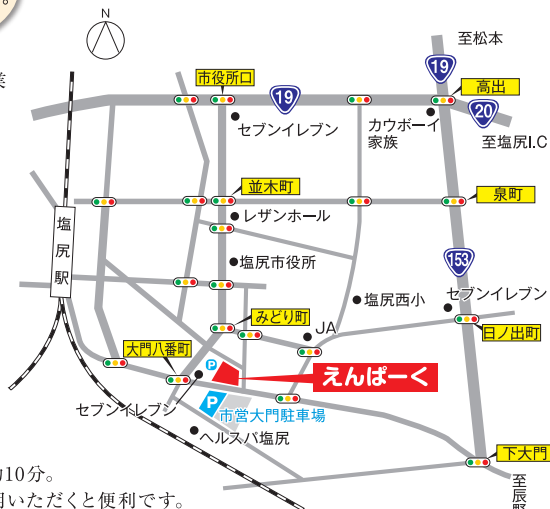 。
N
業
至松本
19
市役所口
19
高出
20
セブンイレブン
カウボーイ
家族
至塩尻I.C
並木町
泉町
レザンホール
塩尻駅
塩尻市役所
153
塩尻西小
セブンイレブン
みどり町
JA
日ノ出町
大門八番町
P
えんぱーく
セブンイレブン
P
市営大門駐車場
ヘルスパ塩尻
下大門
約10分。
用いただくと便利です。
至辰野